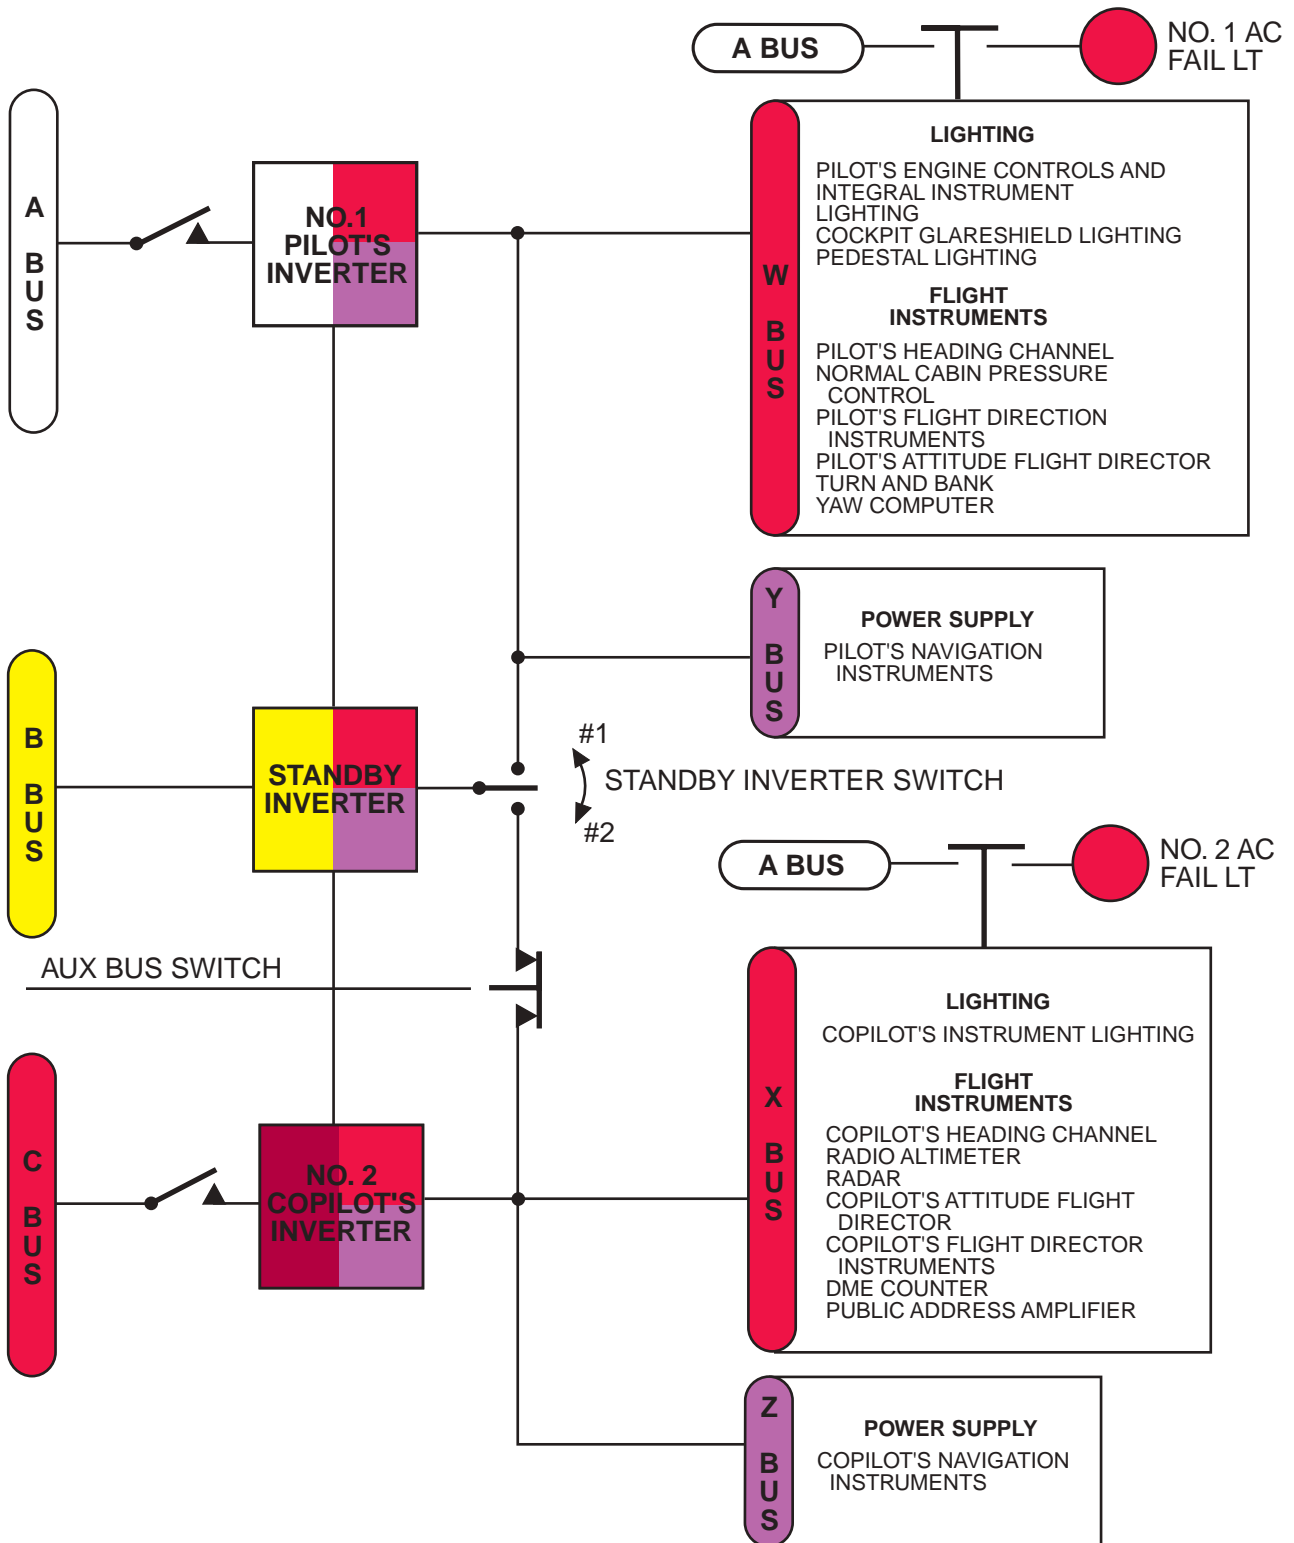 A BUS
NO. 1 AC
FAIL LT
A
B
U
S
NO.1
PILOT'S
INVERTER
W
B
U
S
LIGHTING
PILOT'S ENGINE CONTROLS AND
INTEGRAL INSTRUMENT
LIGHTING
COCKPIT GLARESHIELD LIGHTING
PEDESTAL LIGHTING
FLIGHT
INSTRUMENTS
PILOT'S HEADING CHANNEL
NORMAL CABIN PRESSURE
CONTROL
PILOT'S FLIGHT DIRECTION
INSTRUMENTS
PILOT'S ATTITUDE FLIGHT DIRECTOR
TURN AND BANK
YAW COMPUTER
Y
B
U
S
POWER SUPPLY
PILOT'S NAVIGATION
INSTRUMENTS
B
B
U
S
STANDBY
INVERTER
#1
STANDBY INVERTER SWITCH
#2
A BUS
NO. 2 AC
FAIL LT
AUX BUS SWITCH
C
B
U
S
NO. 2
COPILOT'S
INVERTER
X
B
U
S
LIGHTING
COPILOT'S INSTRUMENT LIGHTING
FLIGHT
INSTRUMENTS
COPILOT'S HEADING CHANNEL
RADIO ALTIMETER
RADAR
COPILOT'S ATTITUDE FLIGHT
DIRECTOR
COPILOT'S FLIGHT DIRECTOR
INSTRUMENTS
DME COUNTER
PUBLIC ADDRESS AMPLIFIER
Z
B
U
S
POWER SUPPLY
COPILOT'S NAVIGATION
INSTRUMENTS